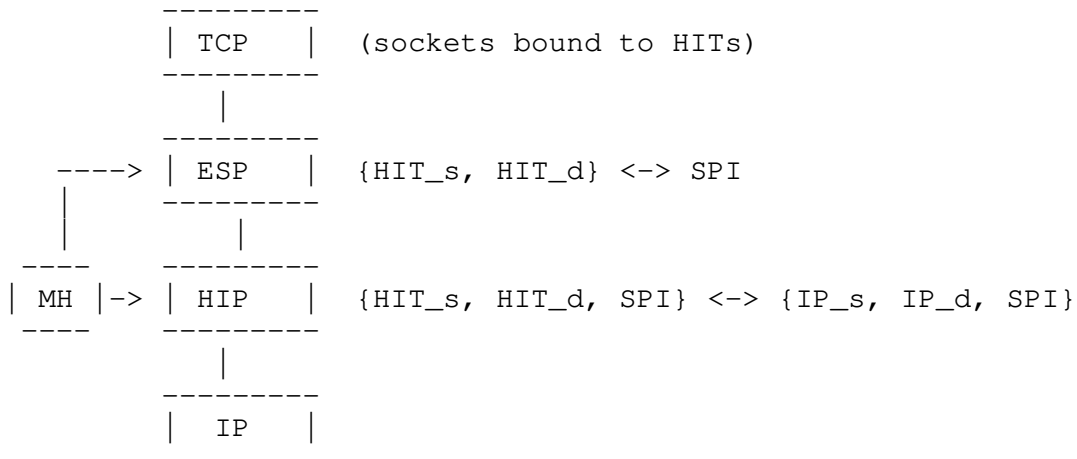 TCP (sockets bound to HITs)
ESP {HIT_s, HIT_d} <-> SPI
MH HIP {HIT_s, HIT_d, SPI} <-> {IP_s, IP_d, SPI}
IP